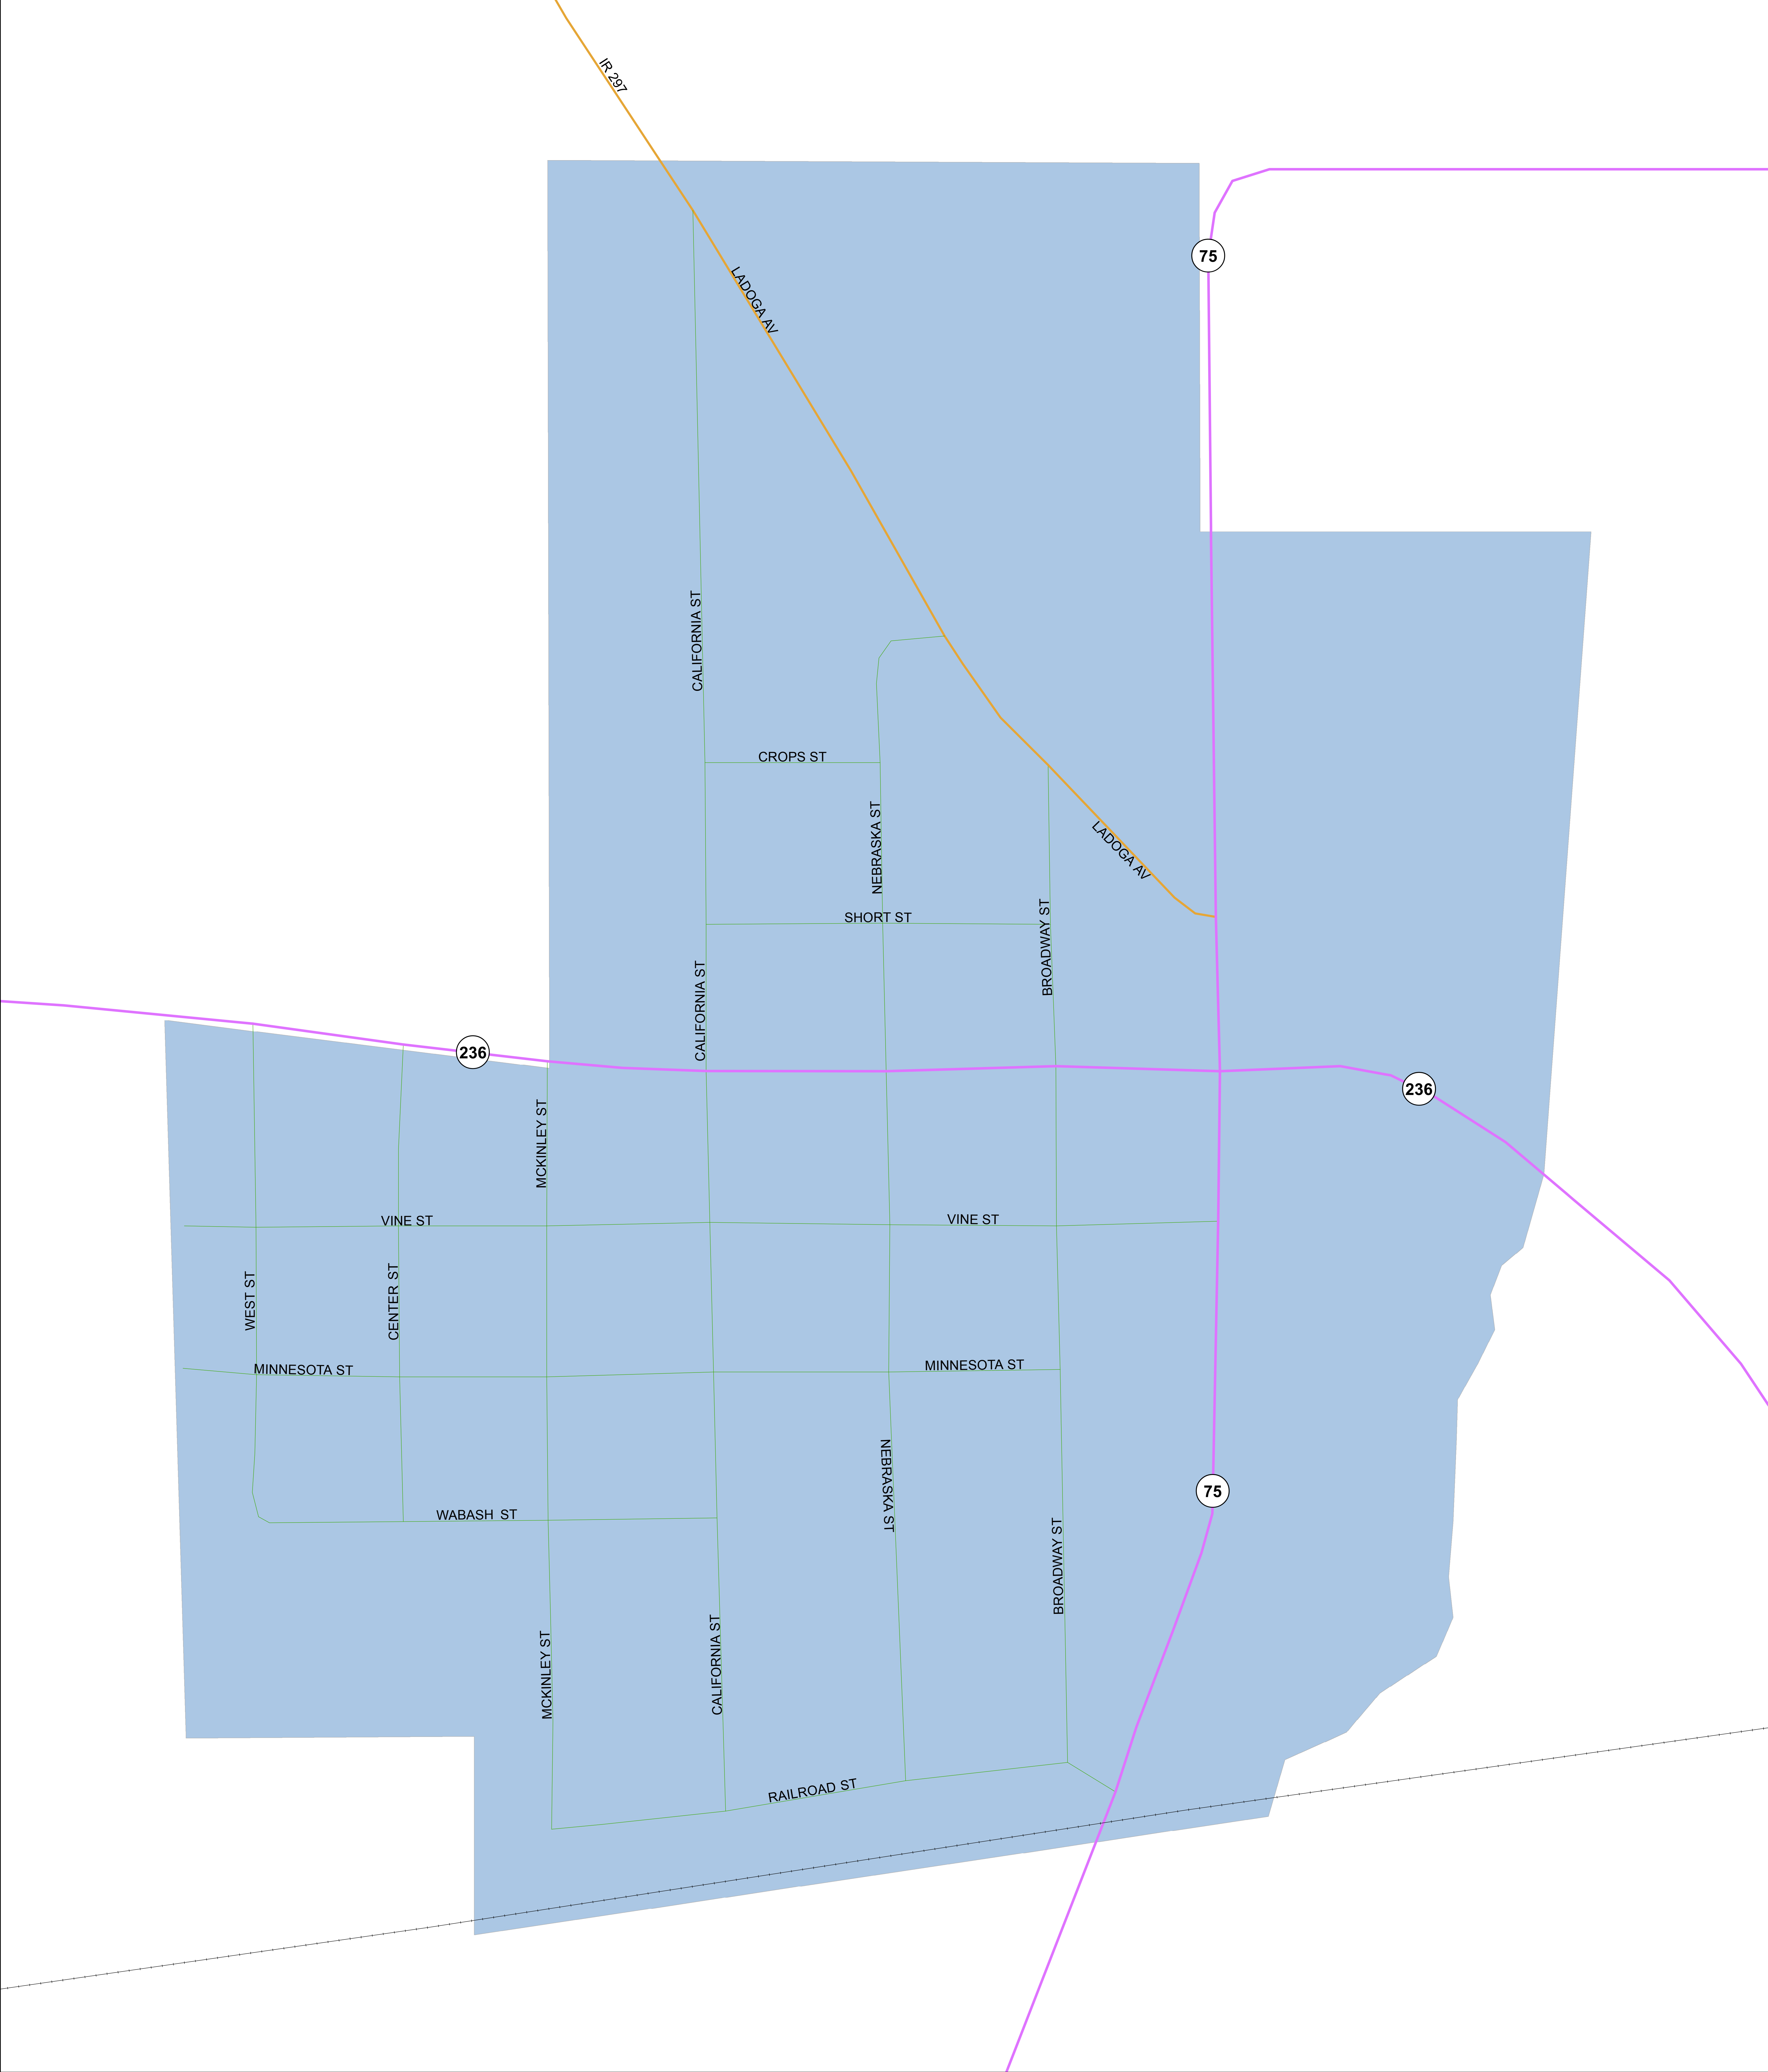 IR 297
75
LADOGA AV
CALIFORNIA ST
CROPS ST
NEBRASKA ST
LADOGA AV
SHORT ST
BROADWAY ST
CALIFORNIA ST
236
236
MCKINLEY ST
VINE ST
VINE ST
WEST ST
CENTER ST
MINNESOTA ST
MINNESOTA ST
NEBRASKA ST
75
WABASH ST
BROADWAY ST
MCKINLEY ST
CALIFORNIA ST
RAILROAD ST